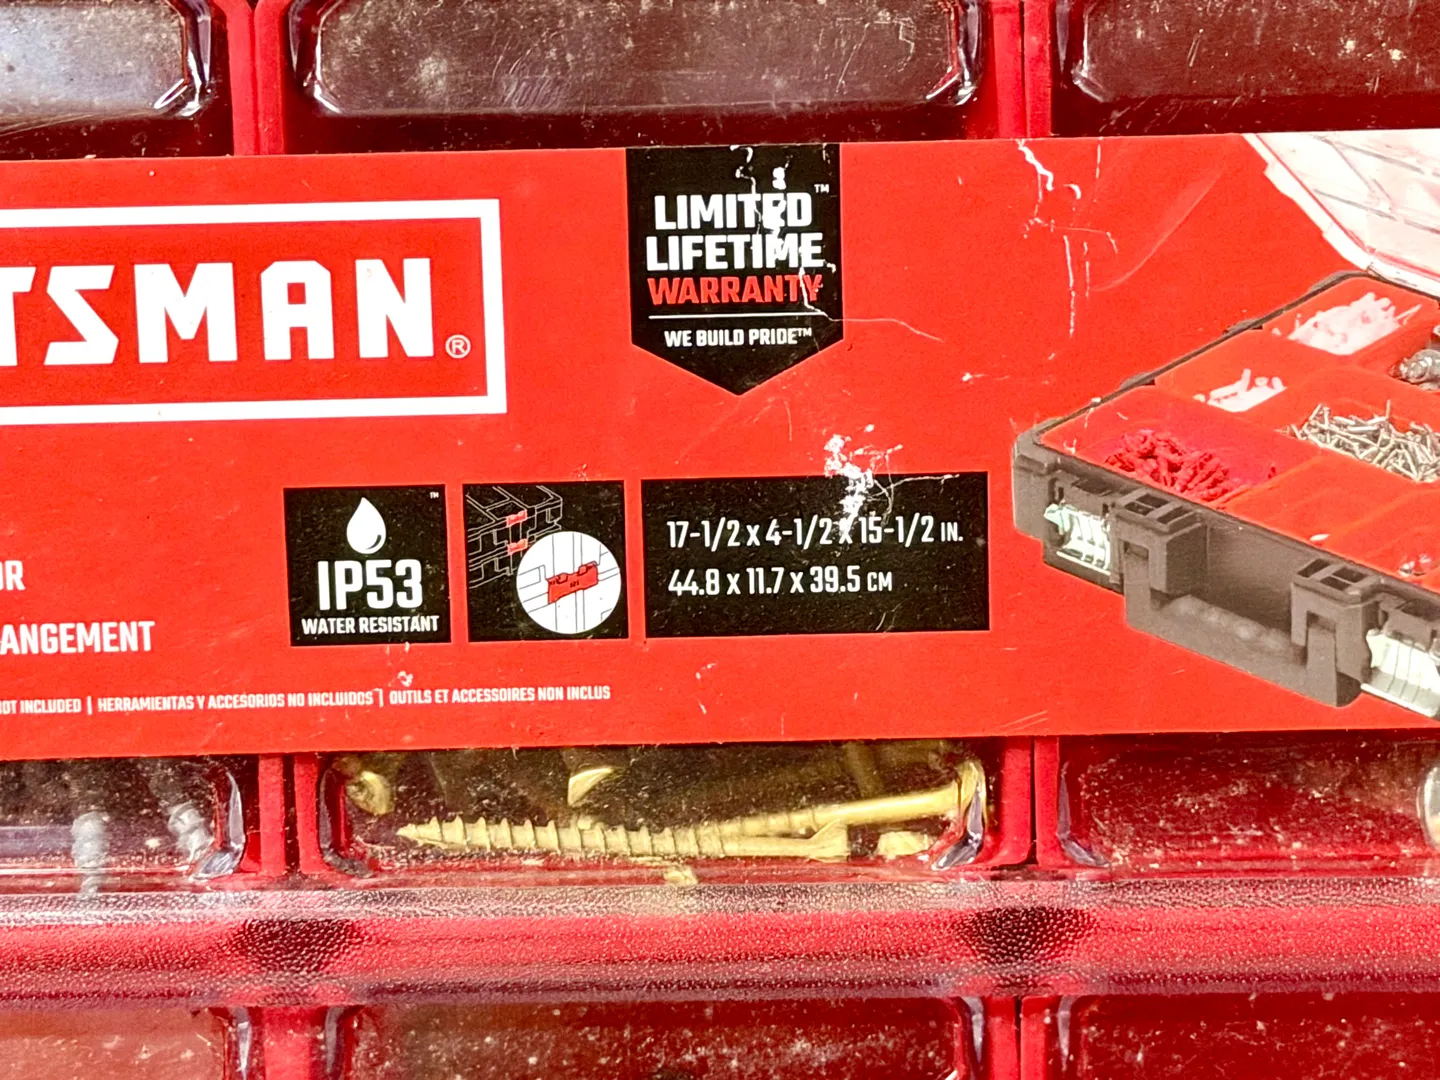 TSMAN®
LIMITED™
LIFETIME
WARRANTY
WE BUILD PRIDE™
™
IP53
WATER RESISTANT
17-1/2 x 4-1/2 x 15-1/2 IN.
44.8 x 11.7 x 39.5 CM
OR
ANGEMENT
OT INCLUDED | HERRAMIENTAS Y ACCESORIOS NO INCLUIDOS | OUTILS ET ACCESSOIRES NON INCLUS